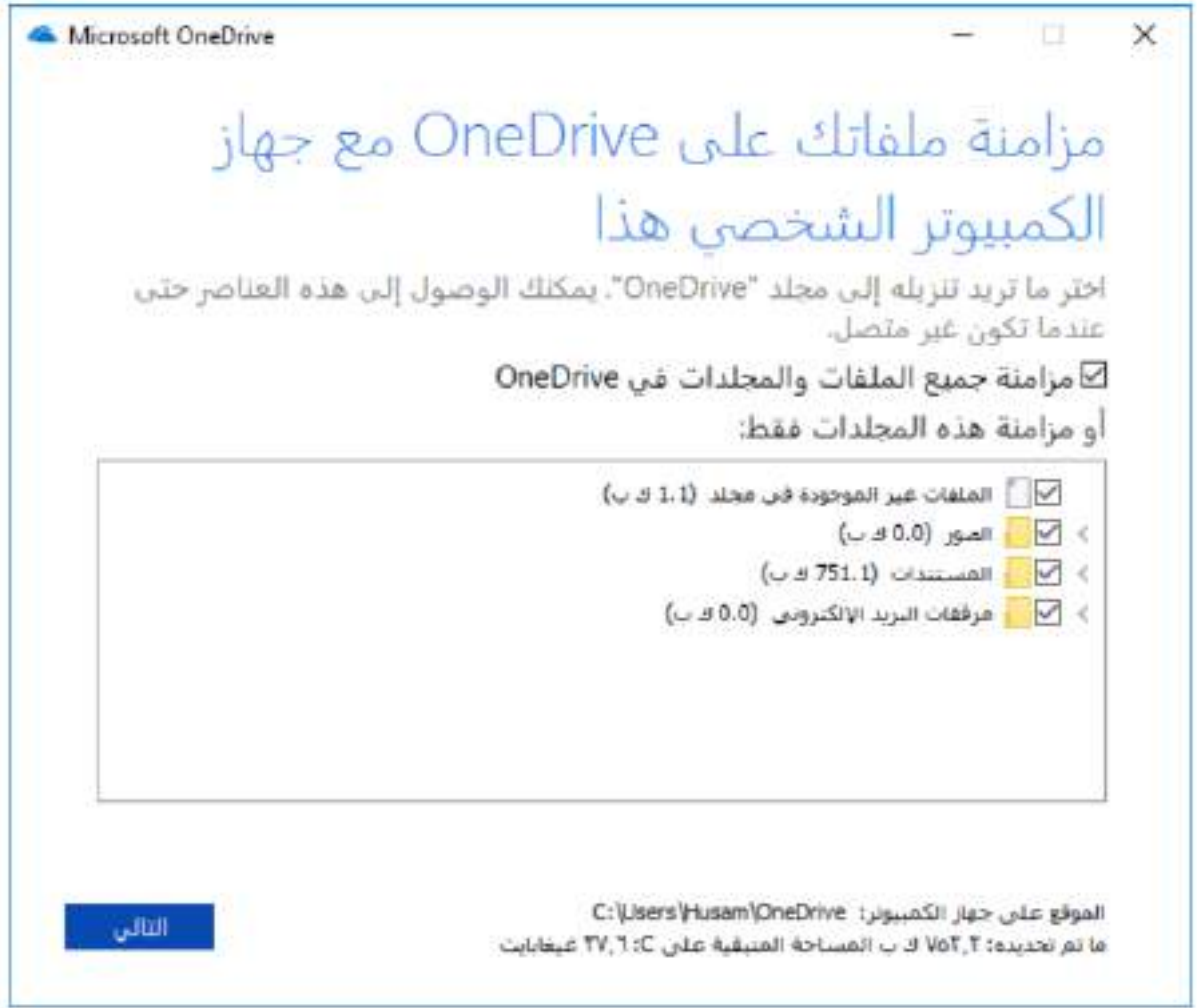 Microsoft OneDrive
مزامنة ملفاتك على OneDrive مع جهاز
الكمبيوتر الشخصي هذا
اختر ما تريد تنزيله إلى مجلد "OneDrive". يمكنك الوصول إلى هذه العناصر حتى
عندما تكون غير متصل.
مزامنة جميع الملفات والمجلدات في OneDrive
أو مزامنة هذه المجلدات فقط:
الملفات غير الموجودة في مجلد (1.1 ك ب)
الصور (0.0 ك ب)
المستندات (751.1 ك ب)
مرفقات البريد الإلكتروني (0.0 ك ب)
الموقع على جهاز الكمبيوتر: C:\Users\Husam\OneDrive
ما تم تحديده: ٧٥٢,٢ ك ب المساحة المتبقية على C: ٢٧,٦ غيغابايت
التالي